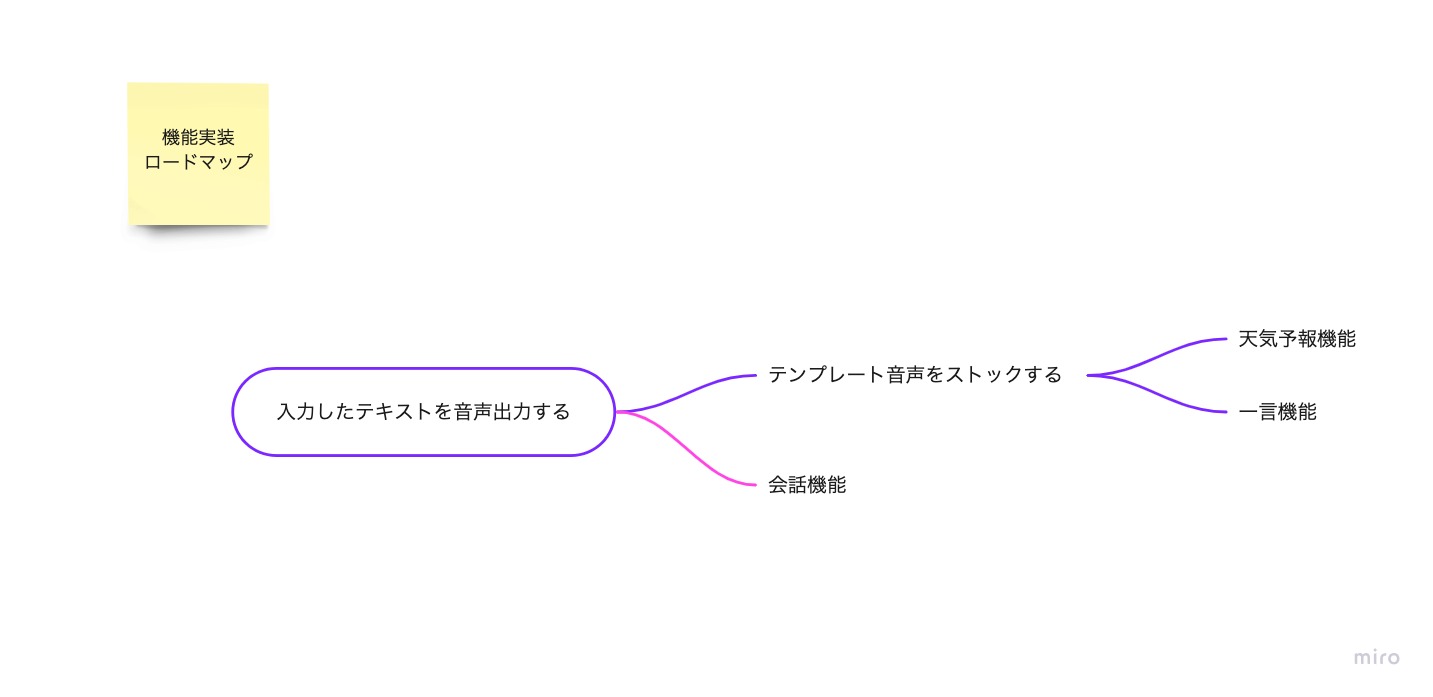 機能実装
ロードマップ
入力したテキストを音声出力する
テンプレート音声をストックする
天気予報機能
一言機能
会話機能
miro